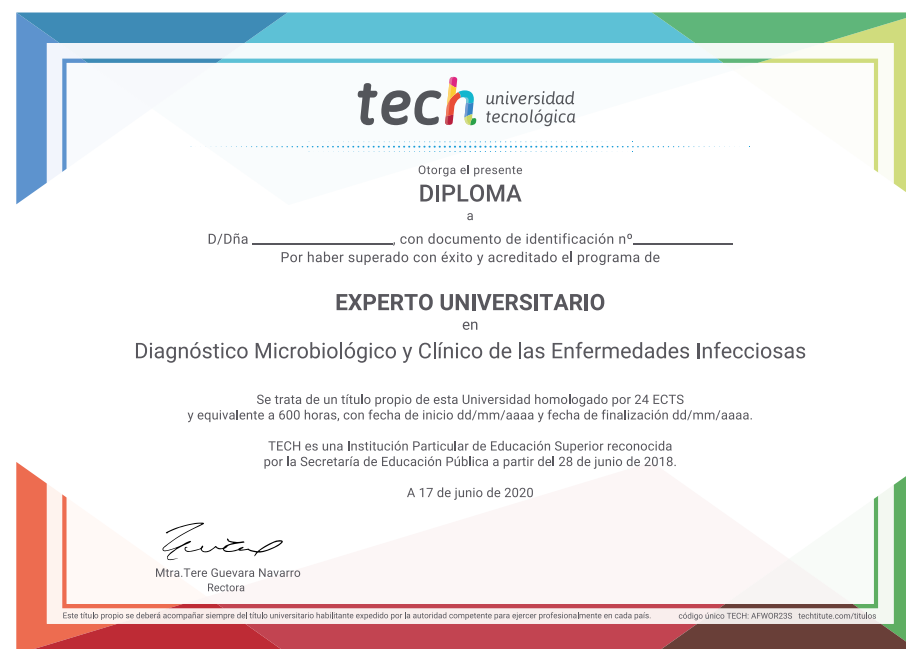 tech universidad
tecnológica
Otorga el presente
DIPLOMA
a
D/Dña ____________________, con documento de identificación nº______________
Por haber superado con éxito y acreditado el programa de
EXPERTO UNIVERSITARIO
en
Diagnóstico Microbiológico y Clínico de las Enfermedades Infecciosas
Se trata de un título propio de esta Universidad homologado por 24 ECTS
y equivalente a 600 horas, con fecha de inicio dd/mm/aaaa y fecha de finalización dd/mm/aaaa.
TECH es una Institución Particular de Educación Superior reconocida
por la Secretaría de Educación Pública a partir del 28 de junio de 2018.
A 17 de junio de 2020
Mtra.Tere Guevara Navarro
Rectora
Este título propio se deberá acompañar siempre del título universitario habilitante expedido por la autoridad competente para ejercer profesionalmente en cada país. código único TECH: AFWOR23S techtitute.com/titulos